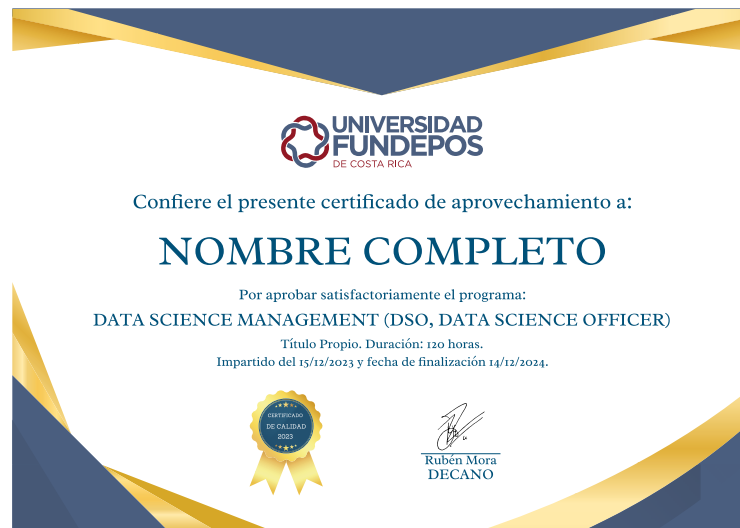 UNIVERSIDAD
FUNDEPOS
DE COSTA RICA
Confiere el presente certificado de aprovechamiento a:
NOMBRE COMPLETO
Por aprobar satisfactoriamente el programa:
DATA SCIENCE MANAGEMENT (DSO, DATA SCIENCE OFFICER)
Título Propio. Duración: 120 horas.
Impartido del 15/12/2023 y fecha de finalización 14/12/2024.
CERTIFICADO
DE CALIDAD
2023
Rubén Mora
DECANO